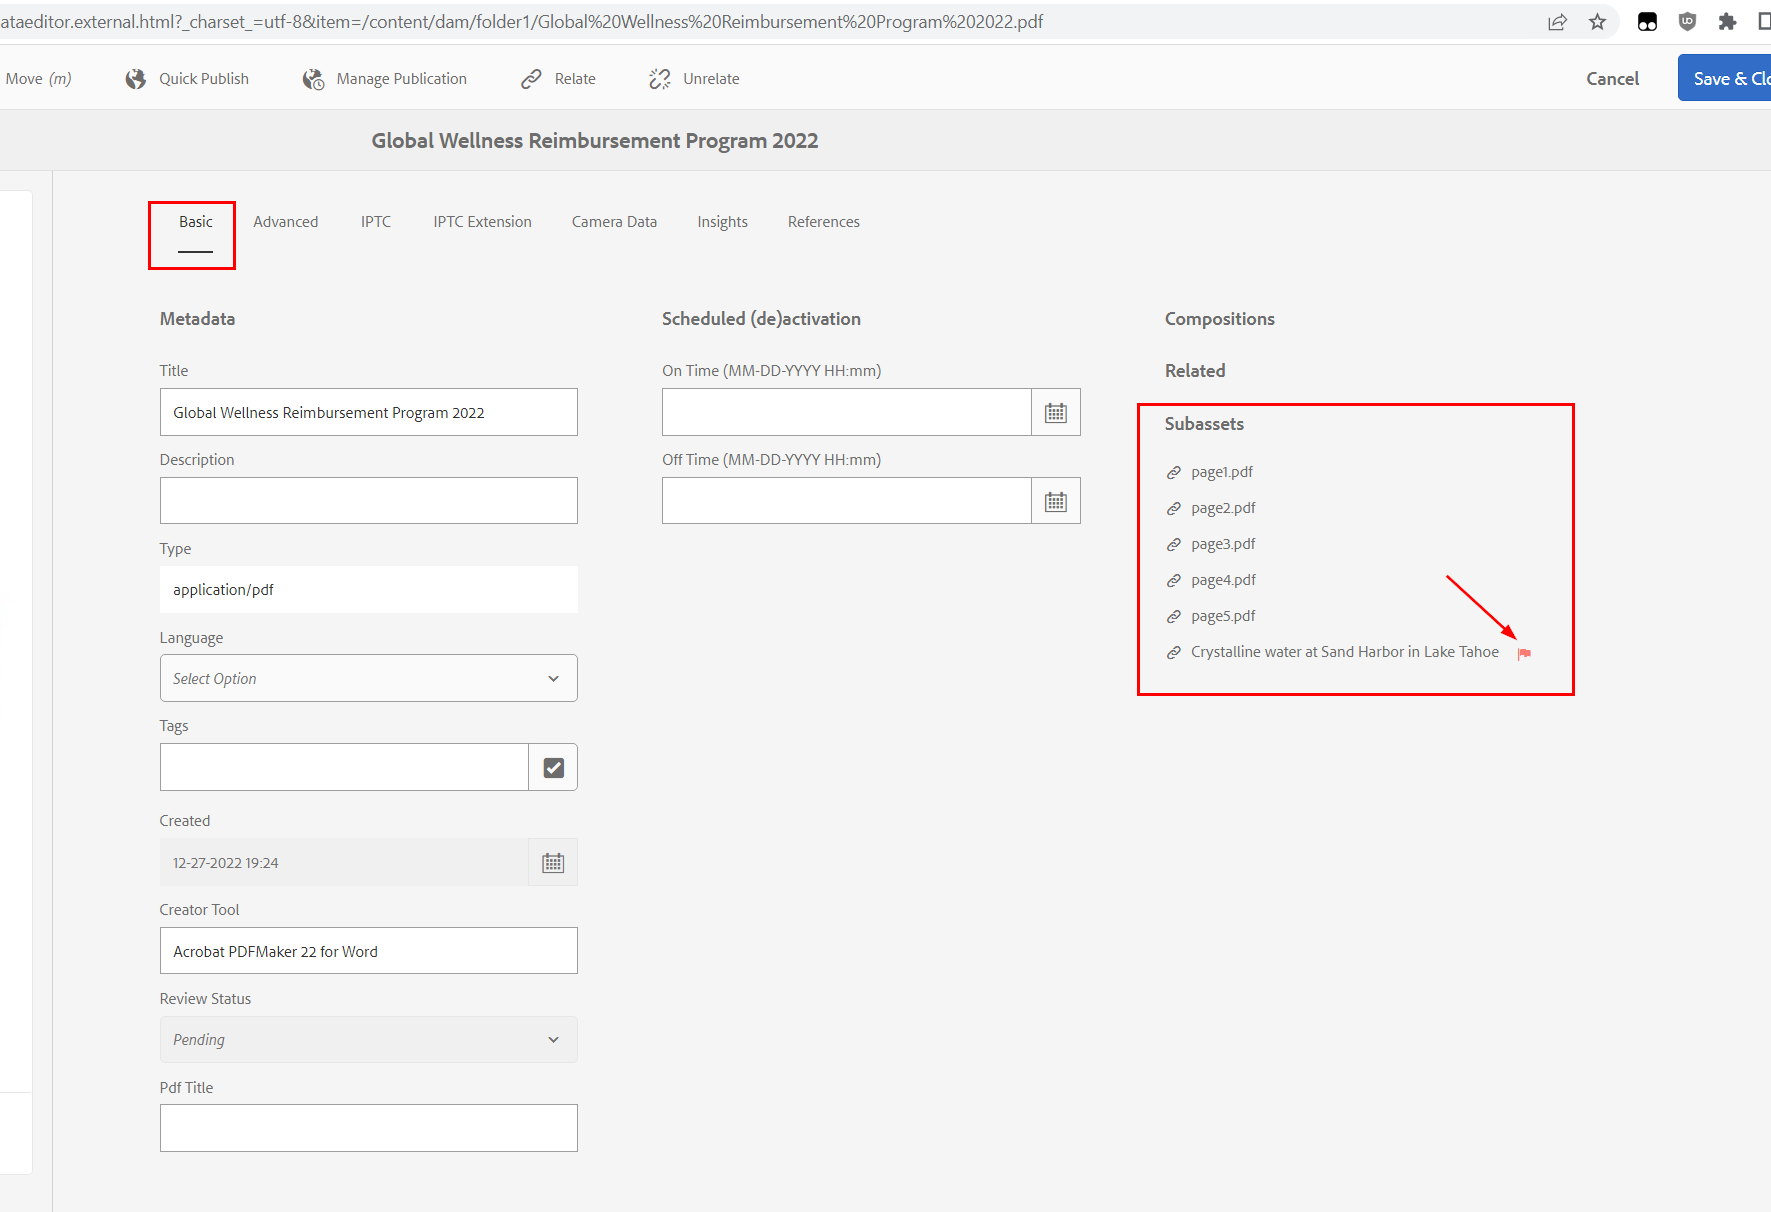 ataeditor.external.html?_charset_=utf-8&item=/content/dam/folder1/Global%20Wellness%20Reimbursement%20Program%202022.pdf
Move (m)
Quick Publish
Manage Publication
Relate
Unrelate
Cancel
Save & Clo
Global Wellness Reimbursement Program 2022
Basic
Advanced
IPTC
IPTC Extension
Camera Data
Insights
References
Metadata
Title
Global Wellness Reimbursement Program 2022
Description
Type
application/pdf
Language
Select Option
Tags
Created
12-27-2022 19:24
Creator Tool
Acrobat PDFMaker 22 for Word
Review Status
Pending
Pdf Title
Scheduled (de)activation
On Time (MM-DD-YYYY HH:mm)
Off Time (MM-DD-YYYY HH:mm)
Compositions
Related
Subassets
page1.pdf
page2.pdf
page3.pdf
page4.pdf
page5.pdf
Crystalline water at Sand Harbor in Lake Tahoe